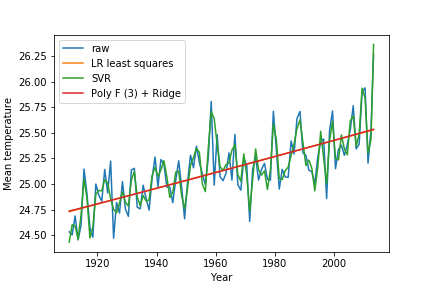 raw
LR least squares
SVR
Poly F (3) + Ridge
26.25
26.00
25.75
25.50
25.25
25.00
24.75
24.50
Mean temperature
1920 1940 1960 1980 2000
Year